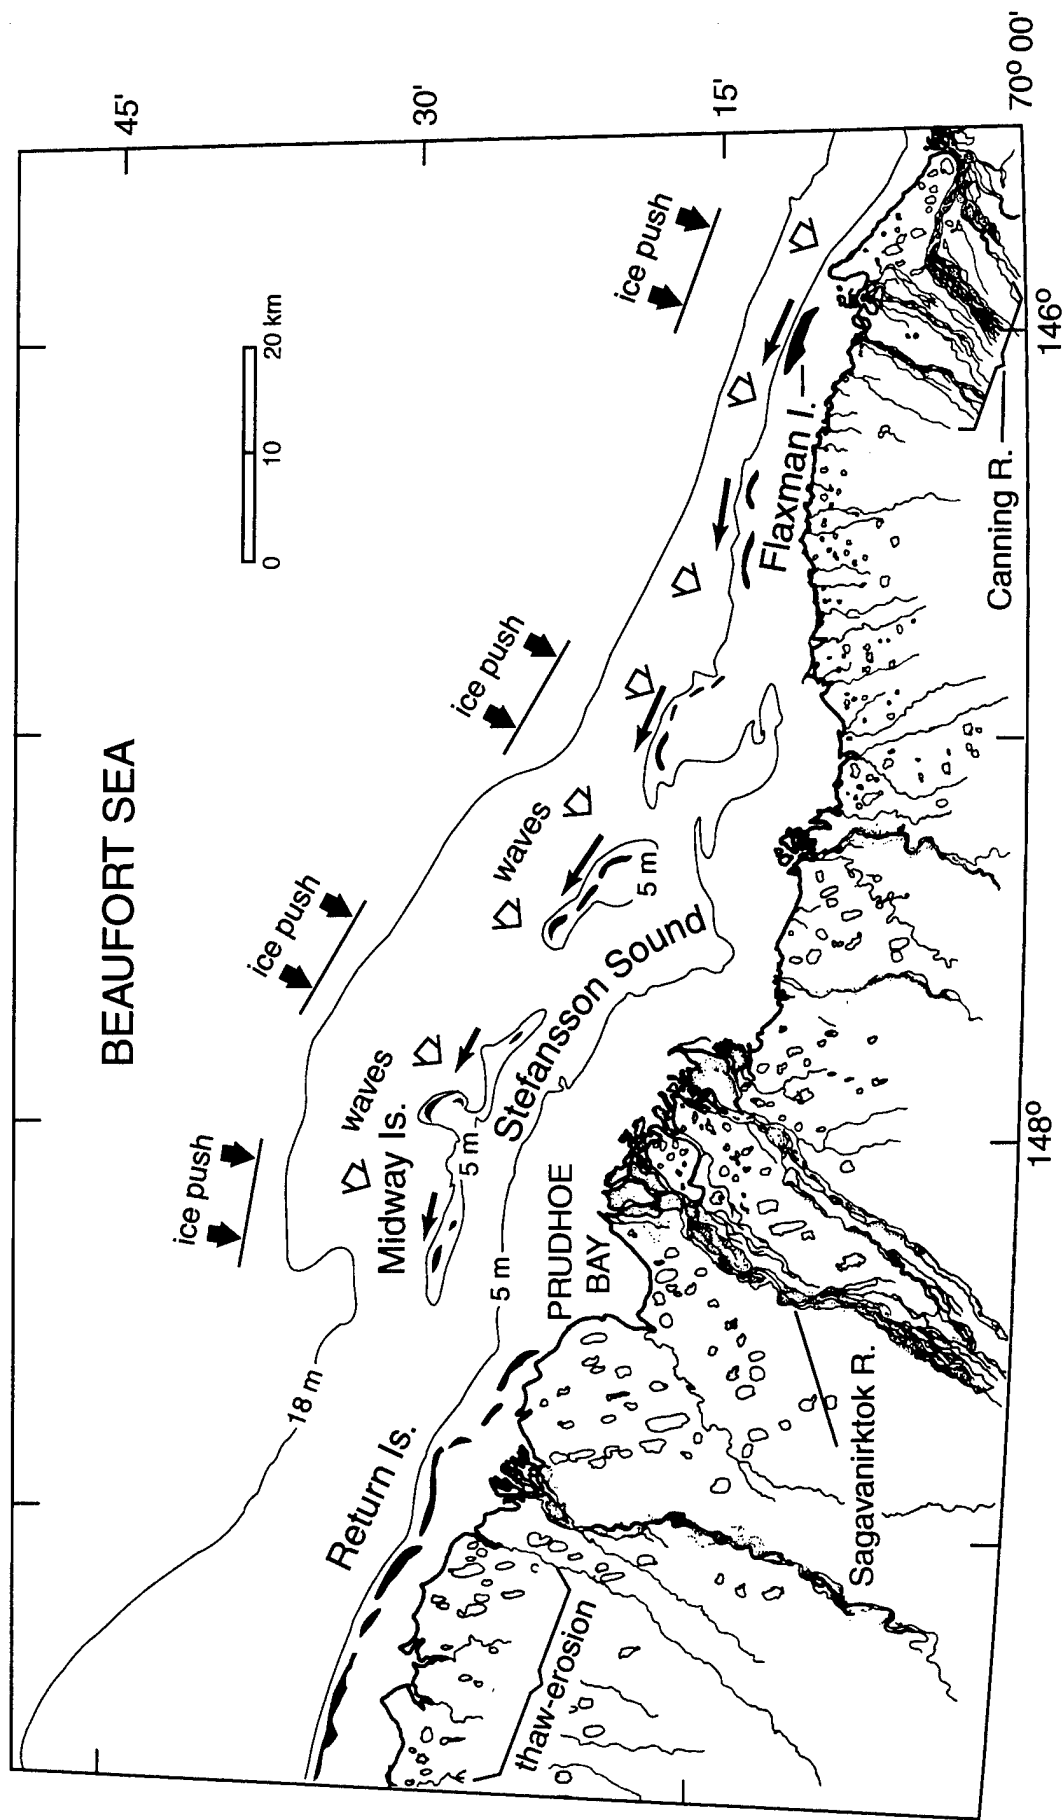 BEAUFORT SEA
45'
30'
15'
70° 00'
0 10 20 km
ice push
ice push
ice push
ice push
18 m
waves
waves
Midway Is.
5 m
5 m
5 m
Return Is.
Stefansson Sound
PRUDHOE
BAY
Flaxman I.
thaw-erosion
Sagavanirktok R.
Canning R.
148°
146°